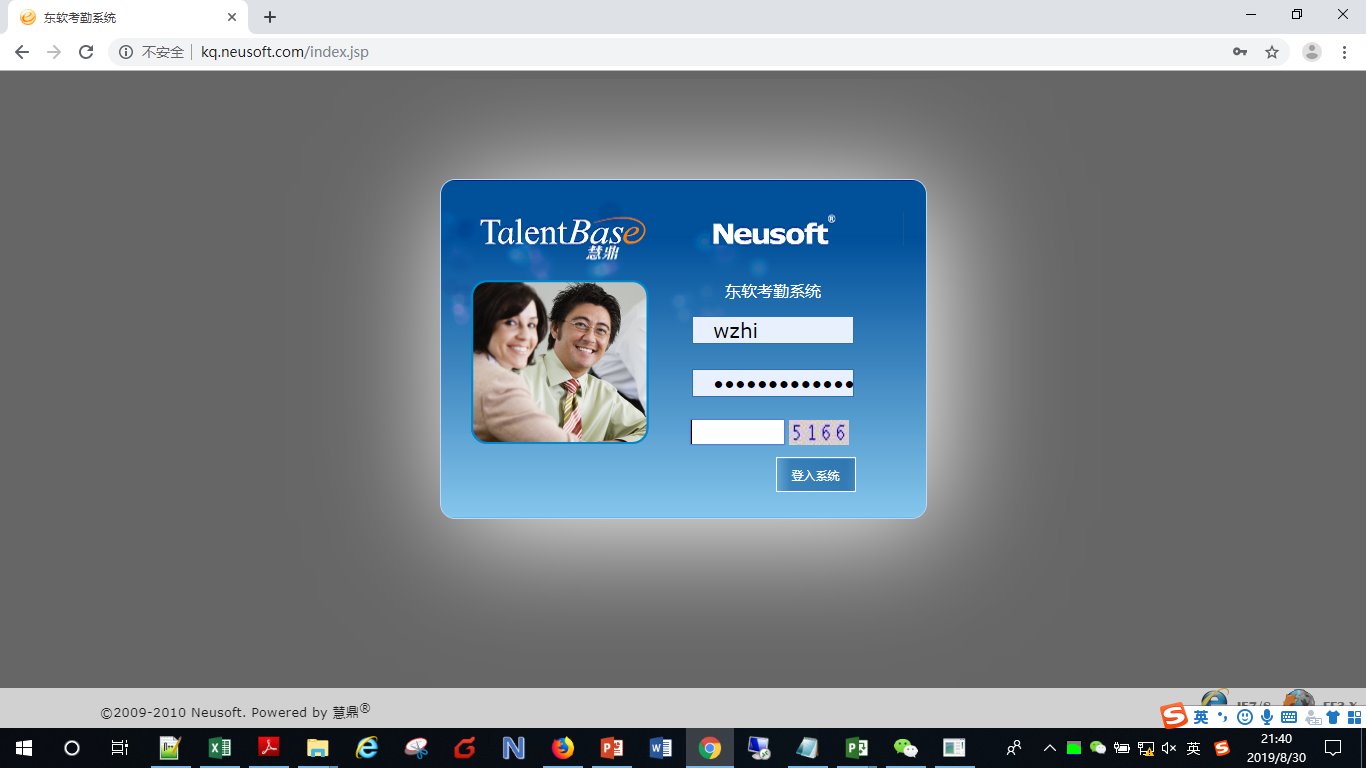 东软考勤系统
不安全 kq.neusoft.com/index.jsp
TalentBase
慧鼎
Neusoft®
东软考勤系统
wzhi
•••••••••••••
5166
登入系统
©2009-2010 Neusoft. Powered by 慧鼎®
英
英
21:40
2019/8/30